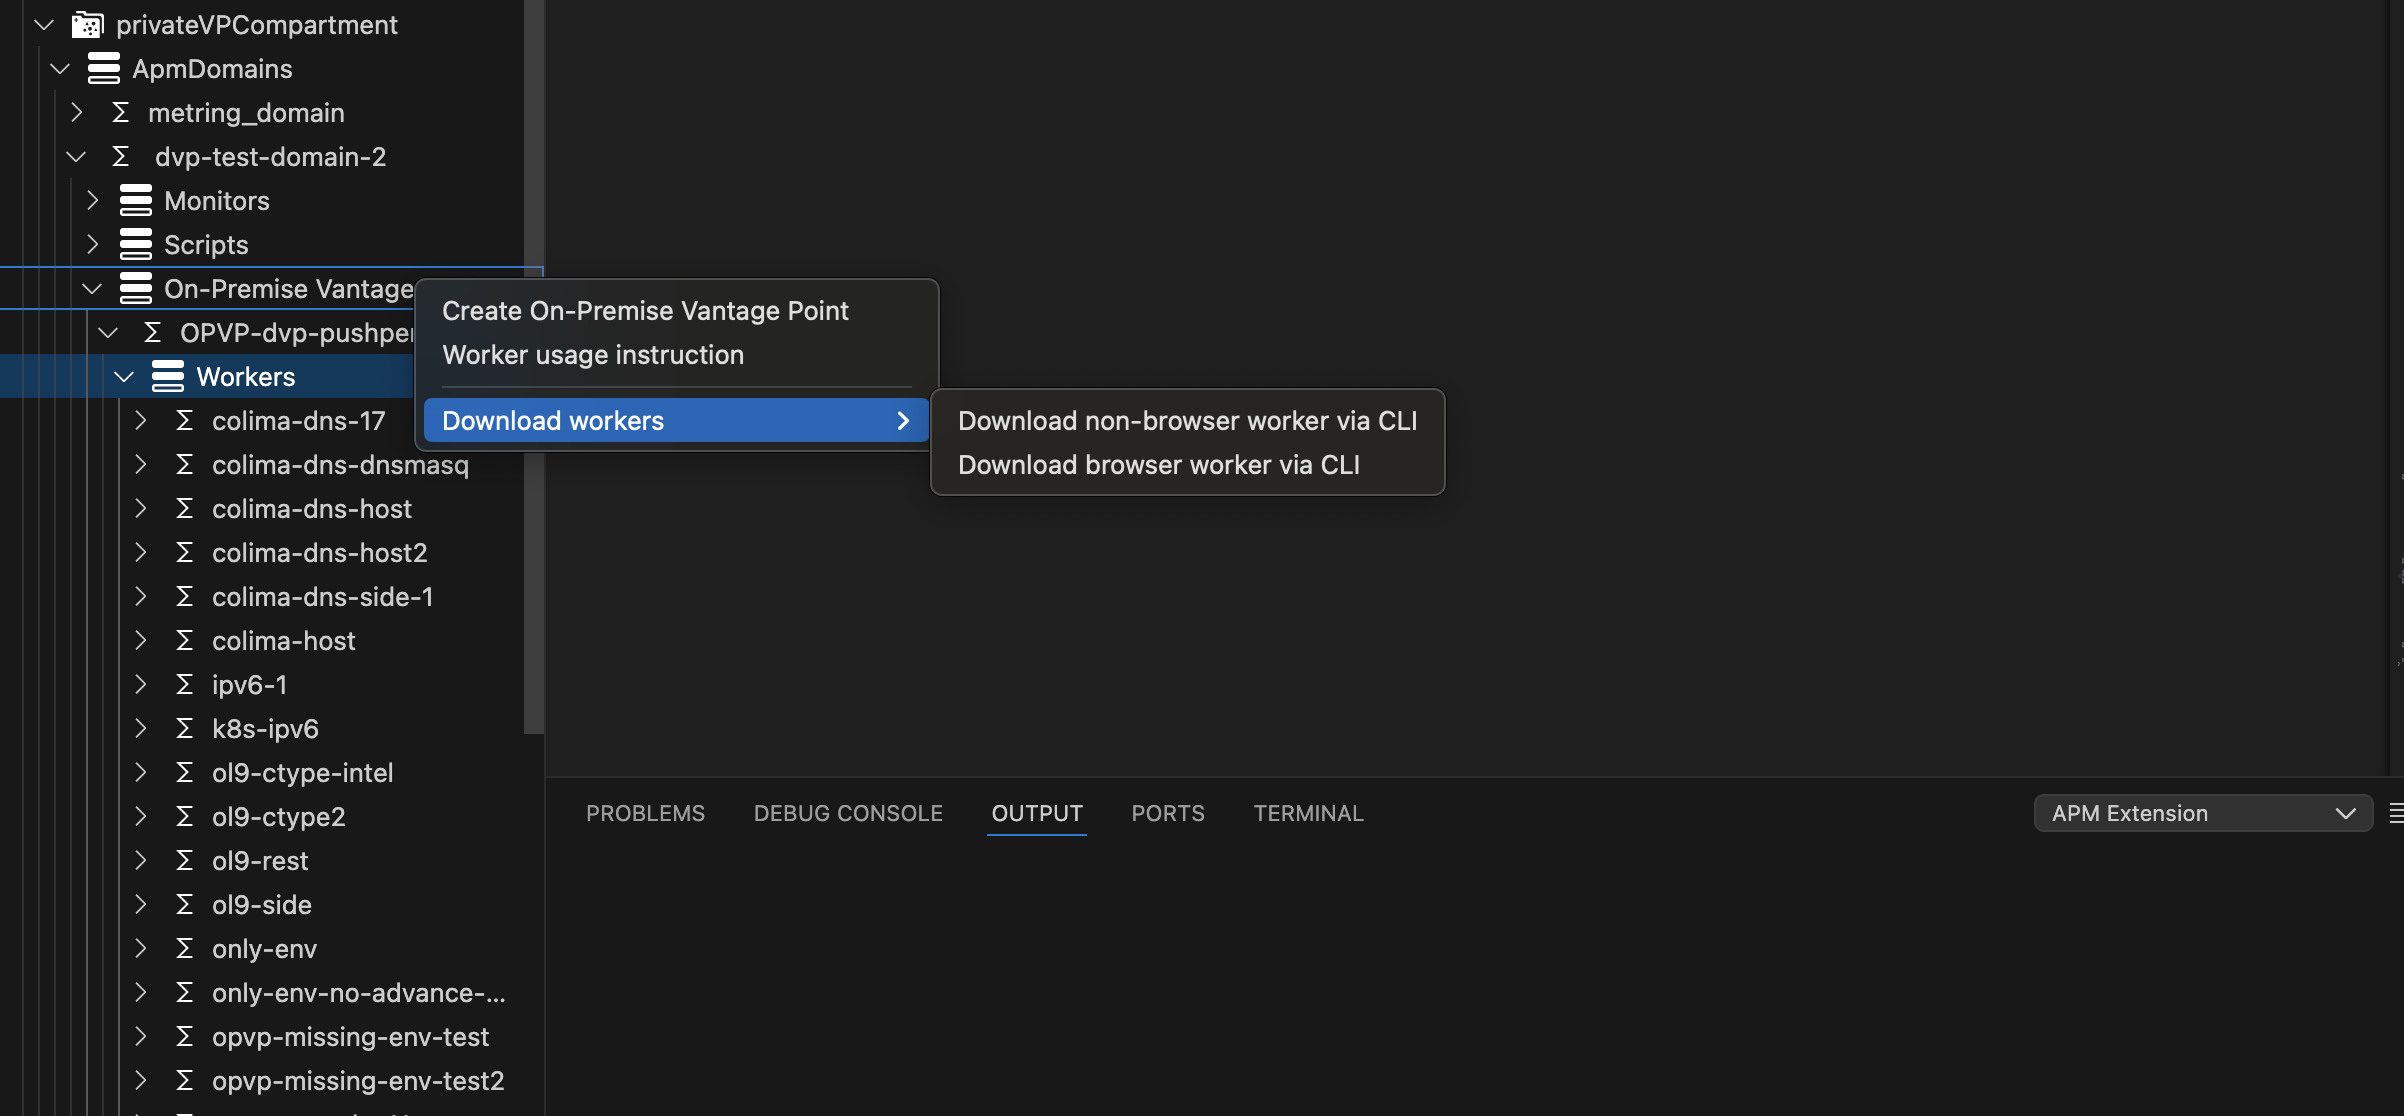 privateVPCompartment
ApmDomains
metring_domain
dvp-test-domain-2
Monitors
Scripts
On-Premise Vantage
OPVP-dvp-pushper
Workers
colima-dns-17
colima-dns-dnsmasq
colima-dns-host
colima-dns-host2
colima-dns-side-1
colima-host
ipv6-1
k8s-ipv6
ol9-ctype-intel
ol9-ctype2
ol9-rest
ol9-side
only-env
only-env-no-advance-...
opvp-missing-env-test
opvp-missing-env-test2
Create On-Premise Vantage Point
Worker usage instruction
Download workers
Download non-browser worker via CLI
Download browser worker via CLI
PROBLEMS DEBUG CONSOLE OUTPUT PORTS TERMINAL APM Extension